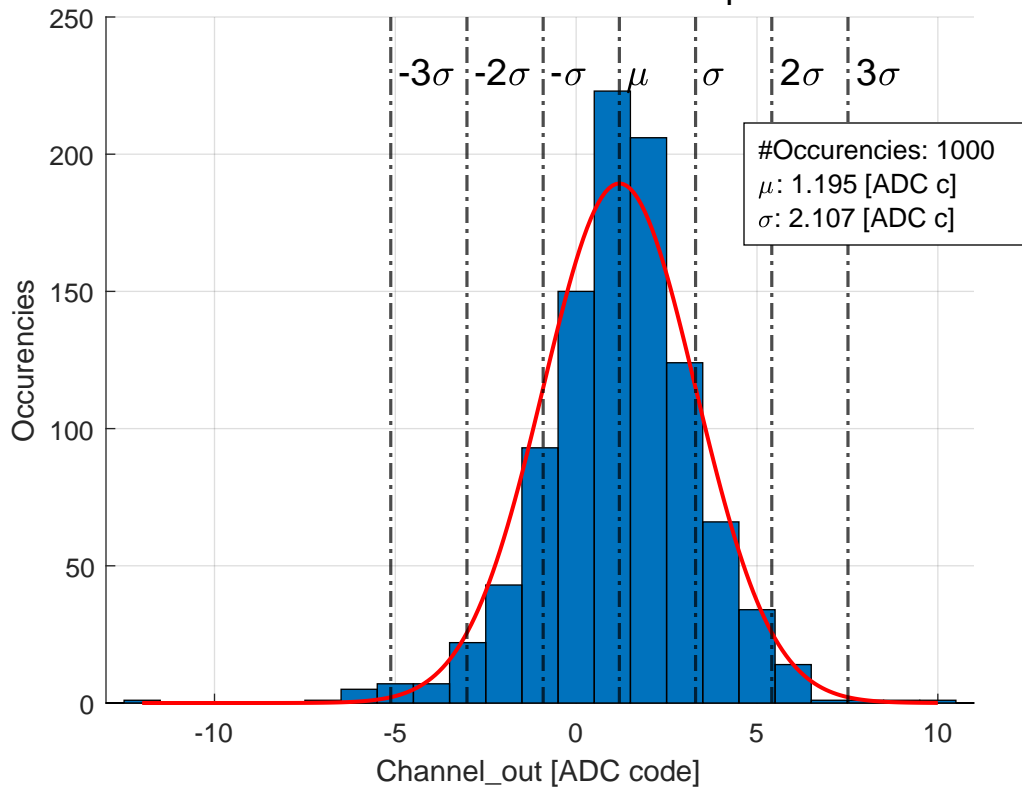 250
-3σ -2σ -σ μ σ 2σ 3σ
200
#Occurencies: 1000
μ: 1.195 [ADC c]
σ: 2.107 [ADC c]
150
Occurencies
100
50
0
-10 -5 0 5 10
Channel_out [ADC code]